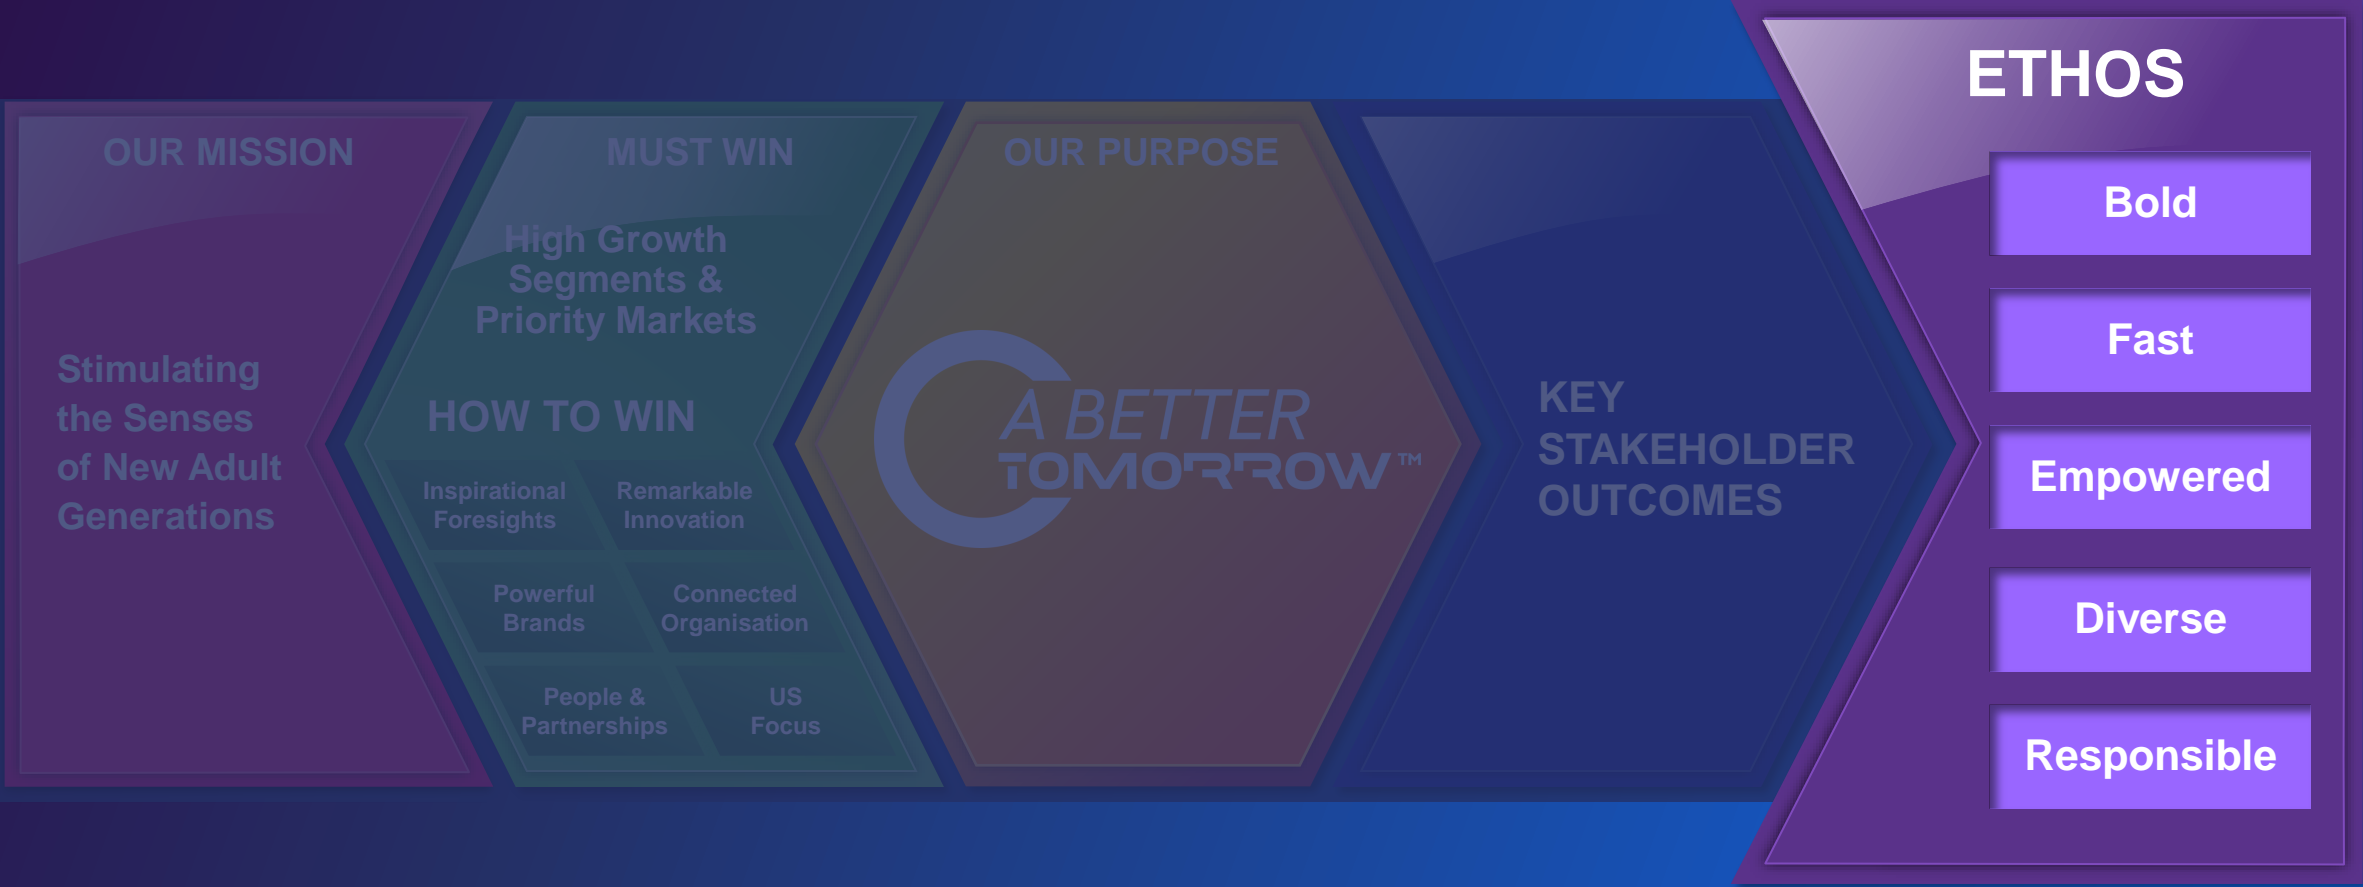 OUR MISSION
Stimulating
the Senses
of New Adult
Generations
MUST WIN
High Growth
Segments &
Priority Markets
HOW TO WIN
Inspirational
Foresights
Remarkable
Innovation
Powerful
Brands
Connected
Organisation
People &
Partnerships
US
Focus
OUR PURPOSE
A BETTER
TOMORROW™
KEY
STAKEHOLDER
OUTCOMES
ETHOS
Bold
Fast
Empowered
Diverse
Responsible